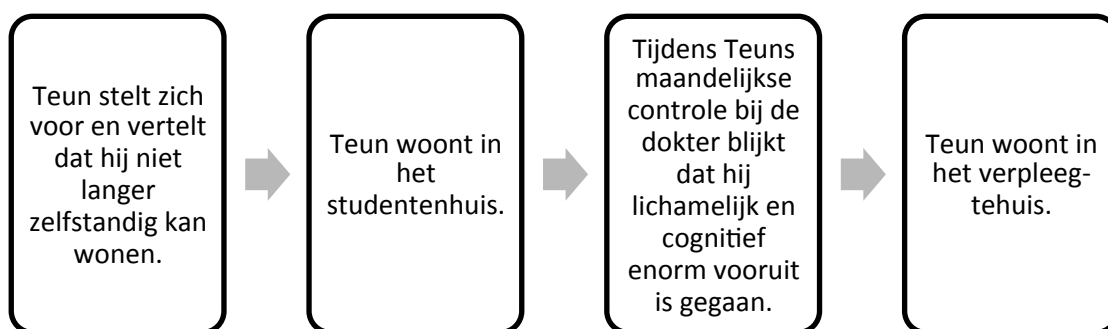 Teun stelt zich
voor en vertelt
dat hij niet
langer
zelfstandig kan
wonen.
Teun woont in
het
studentenhuis.
Tijdens Teuns
maandelijkse
controle bij de
dokter blijkt
dat hij
lichamelijk en
cognitief
enorm vooruit
is gegaan.
Teun woont in
het verpleeg-
tehuis.